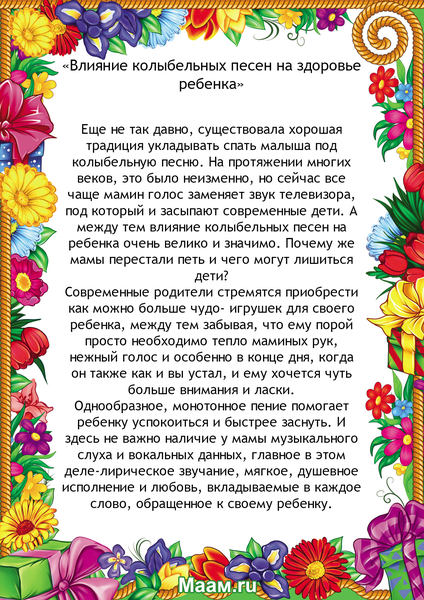 «Влияние колыбельных песен на здоровье
ребенка»
Еще не так давно, существовала хорошая
традиция укладывать спать малыша под
колыбельную песню. На протяжении многих
веков, это было неизменно, но сейчас все
чаще мамин голос заменяет звук телевизора,
под который и засыпают современные дети. А
между тем влияние колыбельных песен на
ребенка очень велико и значимо. Почему же
мамы перестали петь и чего могут лишиться
дети?
Современные родители стремятся приобрести
как можно больше чудо- игрушек для своего
ребенка, между тем забывая, что ему порой
просто необходимо тепло маминых рук,
нежный голос и особенно в конце дня, когда
он также как и вы устал, и ему хочется чуть
больше внимания и ласки.
Однообразное, монотонное пение помогает
ребенку успокоиться и быстрее заснуть. И
здесь не важно наличие у мамы музыкального
слуха и вокальных данных, главное в этом
деле-лирическое звучание, мягкое, душевное
исполнение и любовь, вкладываемые в каждое
слово, обращенное к своему ребенку.
Маам.ru